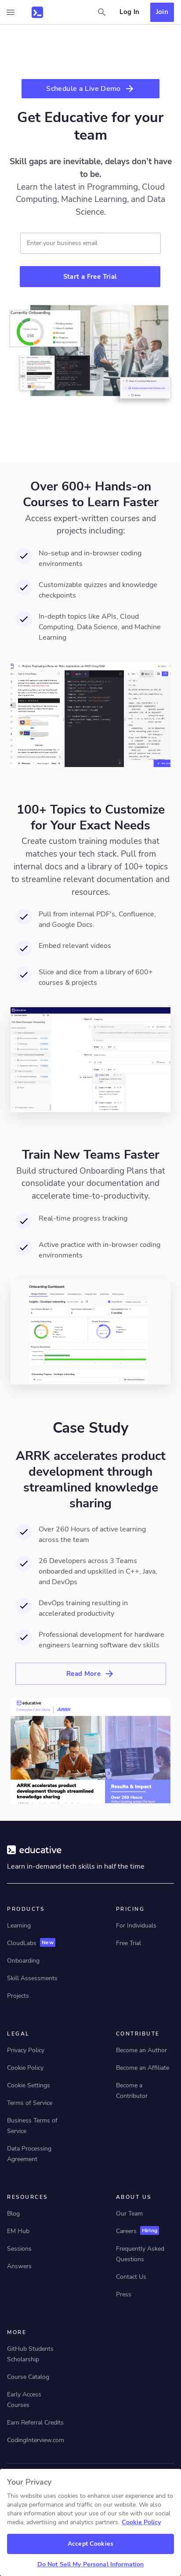 Log In
Join
Schedule a Live Demo
Get Educative for your
team
Skill gaps are inevitable, delays don't have
to be.
Learn the latest in Programming, Cloud
Computing, Machine Learning, and Data
Science.
Enter your business email
Start a Free Trial
Currently Onboarding
Over 600+ Hands-on
Courses to Learn Faster
Access expert-written courses and
projects including:
No-setup and in-browser coding
environments
Customizable quizzes and knowledge
checkpoints
In-depth topics like APIs, Cloud
Computing, Data Science, and Machine
Learning
100+ Topics to Customize
for Your Exact Needs
Create custom training modules that
matches your tech stack. Pull from
internal docs and a library of 100+ topics
to streamline relevant documentation and
resources.
Pull from internal PDF's, Confluence,
and Google Docs.
Embed relevant videos
Slice and dice from a library of 600+
courses & projects
Train New Teams Faster
Build structured Onboarding Plans that
consolidate your documentation and
accelerate time-to-productivity.
Real-time progress tracking
Active practice with in-browser coding
environments
Onboarding Dashboard
Case Study
ARRK accelerates product
development through
streamlined knowledge
sharing
Over 260 Hours of active learning
across the team
26 Developers across 3 Teams
onboarded and upskilled in C++, Java,
and DevOps
DevOps training resulting in
accelerated productivity
Professional development for hardware
engineers learning software dev skills
Read More
educative
ARRK
ARRK accelerates product
development through
streamlined knowledge
sharing
Results & Impact
Over 260 Hours
educative
Learn in-demand tech skills in half the time
PRODUCTS
Learning
CloudLabs New
Onboarding
Skill Assessments
Projects
PRICING
For Individuals
Free Trial
LEGAL
Privacy Policy
Cookie Policy
Cookie Settings
Terms of Service
Business Terms of
Service
Data Processing
Agreement
CONTRIBUTE
Become an Author
Become an Affiliate
Become a
Contributor
RESOURCES
Blog
EM Hub
Sessions
Answers
ABOUT US
Our Team
Careers Hiring
Frequently Asked
Questions
Contact Us
Press
MORE
GitHub Students
Scholarship
Course Catalog
Early Access
Courses
Earn Referral Credits
CodingInterview.com
Your Privacy
This website uses cookies to enhance user experience and
to analyze performance and traffic on our website. We also
share information about your use of our site with our social
media, advertising and analytics partners. Cookie Policy
Accept Cookies
Do Not Sell My Personal Information